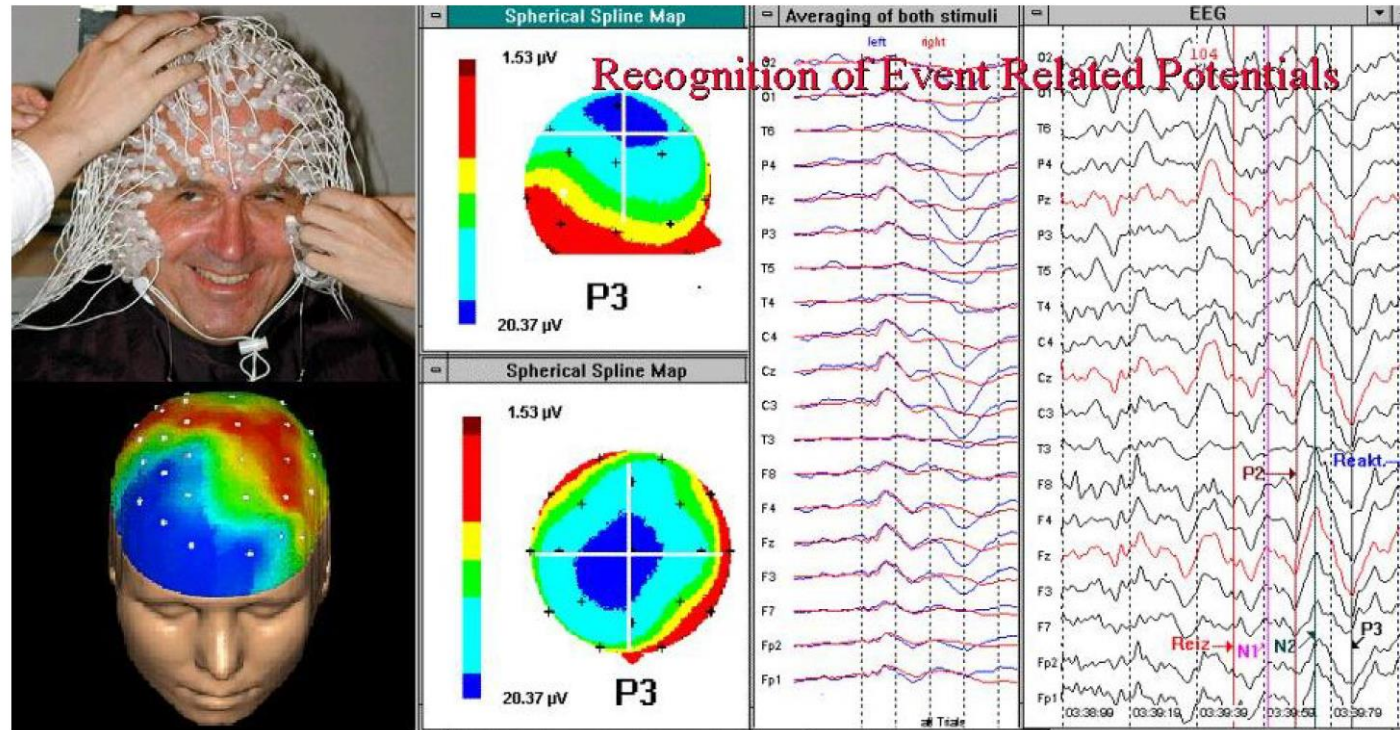 Spherical Spline Map
1.53 µV
P3
20.37 µV
Spherical Spline Map
1.53 µV
20.37 µV
P3
Averaging of both stimuli
left right
Recognition of Event Related Potentials
O2
O1
T6
P4
Pz
P3
T5
T4
C4
Cz
C3
T3
F8
F4
Fz
F3
F7
Fp2
Fp1
all Trials
EEG
104
O2
O1
T6
P4
Pz
P3
T5
T4
C4
Cz
C3
T3
P2
Reakt.
F8
F4
Fz
F3
F7
P3
Reiz
N1
N2
Fp2
Fp1
03:38:99 03:39:19 03:39:39 03:39:59 03:39:79